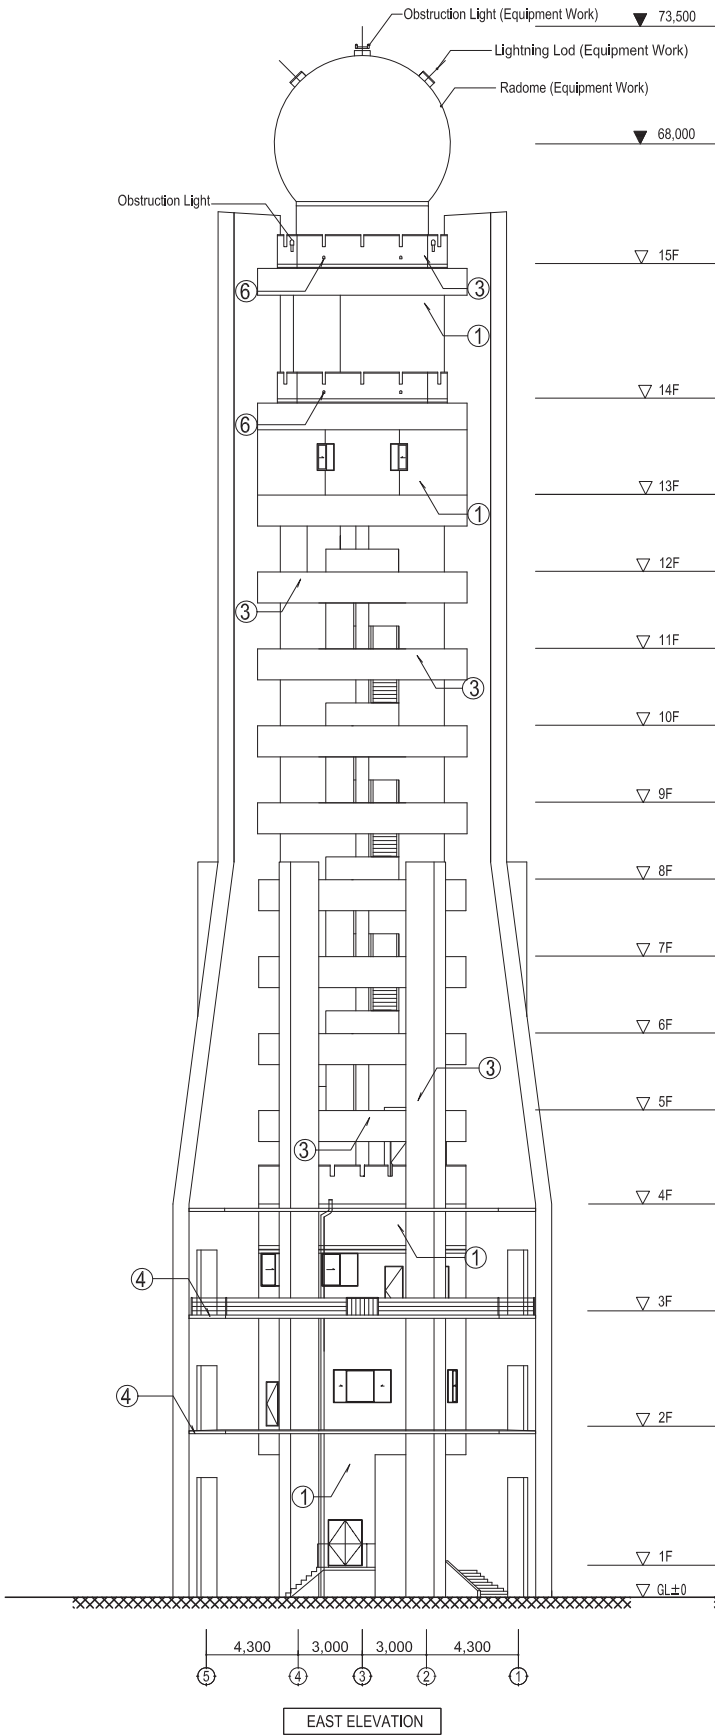 Obstruction Light (Equipment Work)
73,500
Lightning Lod (Equipment Work)
Radome (Equipment Work)
68,000
Obstruction Light
15F
6
3
1
14F
6
13F
1
12F
3
11F
3
10F
9F
8F
7F
6F
3
5F
3
4F
1
4
3F
4
2F
1
1F
GL±0
4,300 3,000 3,000 4,300
5 4 3 2 1
EAST ELEVATION